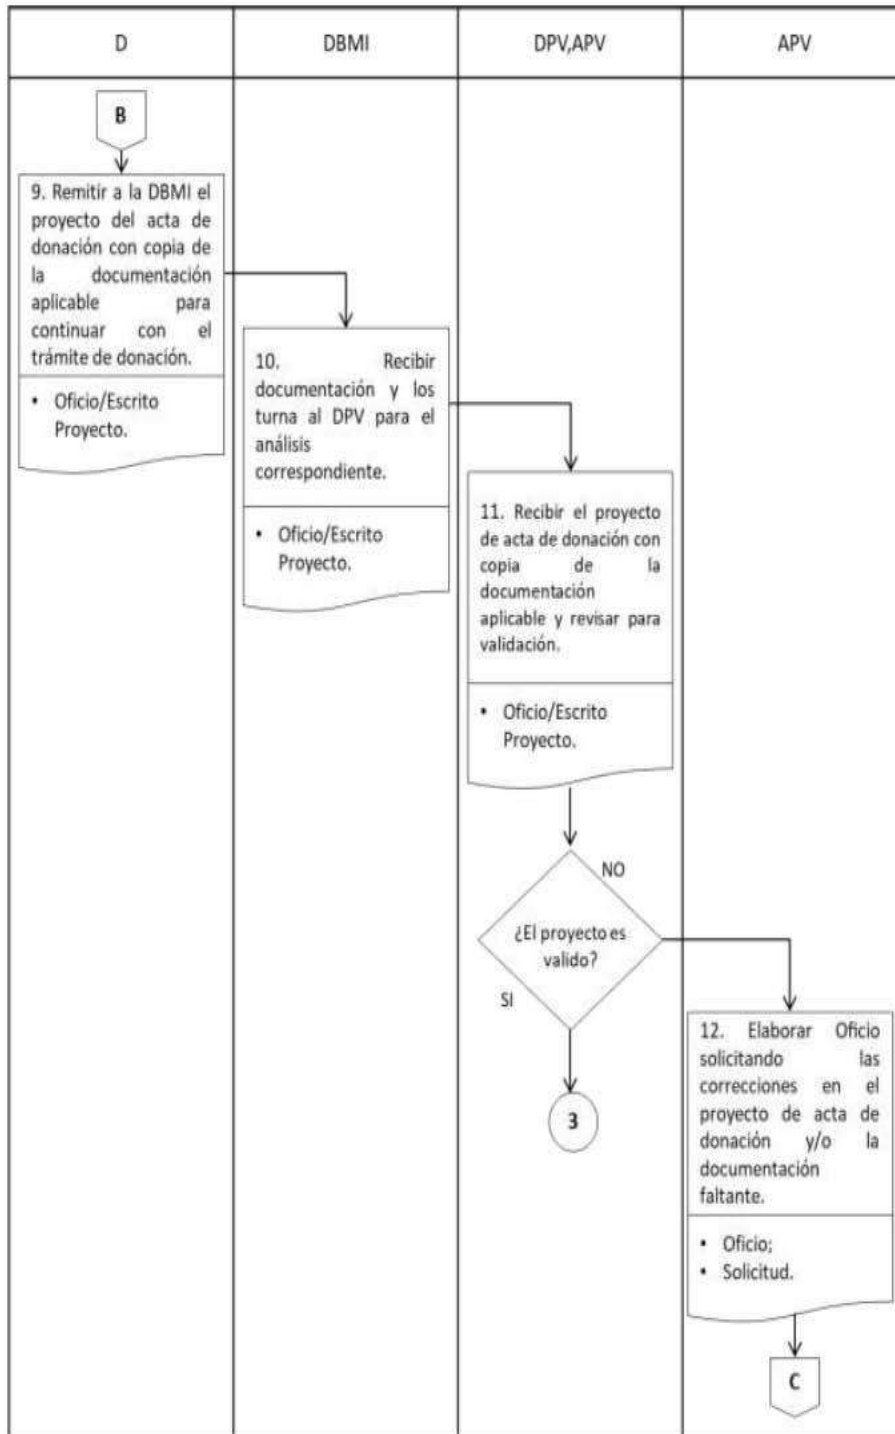 D
DBMI
DPV,APV
APV
B
9. Remitir a la DBMI el
proyecto del acta de
donación con copia de
la documentación
aplicable para
continuar con el
trámite de donación.
• Oficio/Escrito
Proyecto.
10. Recibir
documentación y los
turna al DPV para el
análisis
correspondiente.
• Oficio/Escrito
Proyecto.
11. Recibir el proyecto
de acta de donación con
copia de la
documentación
aplicable y revisar para
validación.
• Oficio/Escrito
Proyecto.
NO
¿El proyecto es
valido?
SI
3
12. Elaborar Oficio
solicitando las
correcciones en el
proyecto de acta de
donación y/o la
documentación
faltante.
• Oficio;
• Solicitud.
C